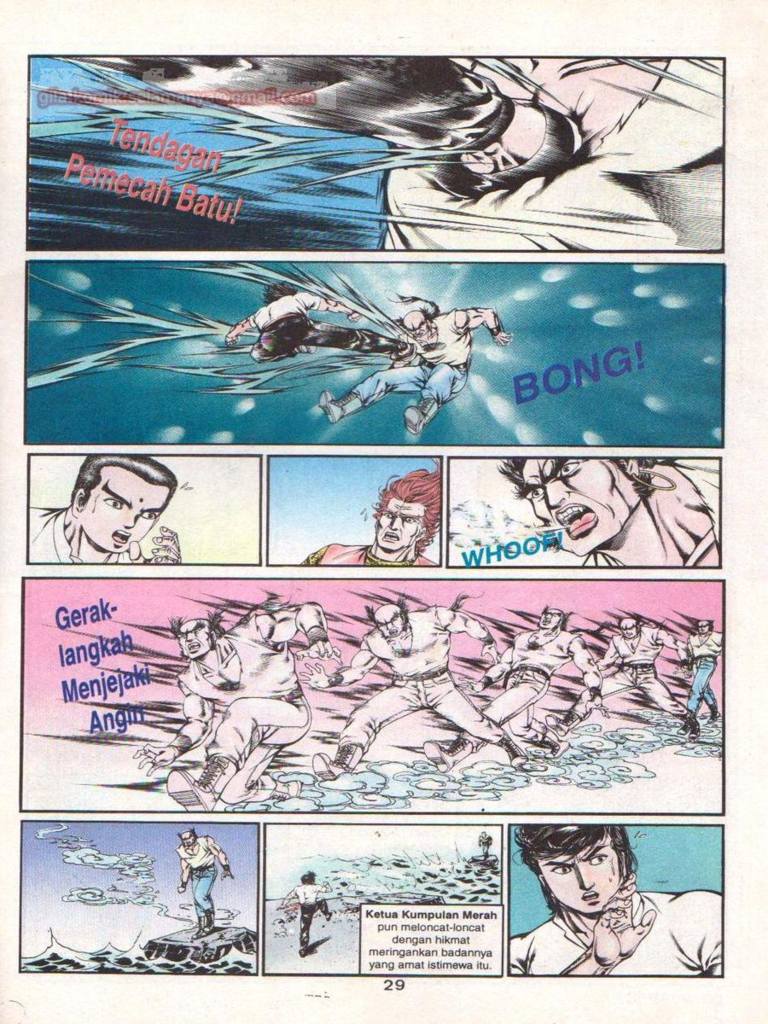 Tendagan
Pemecah Batu!
BONG!
WHOOF!
Gerak-
langkah
Menjejaki
Angin
Ketua Kumpulan Merah
pun meloncat-loncat
dengan hikmat
meringankan badannya
yang amat istimewa itu.
29